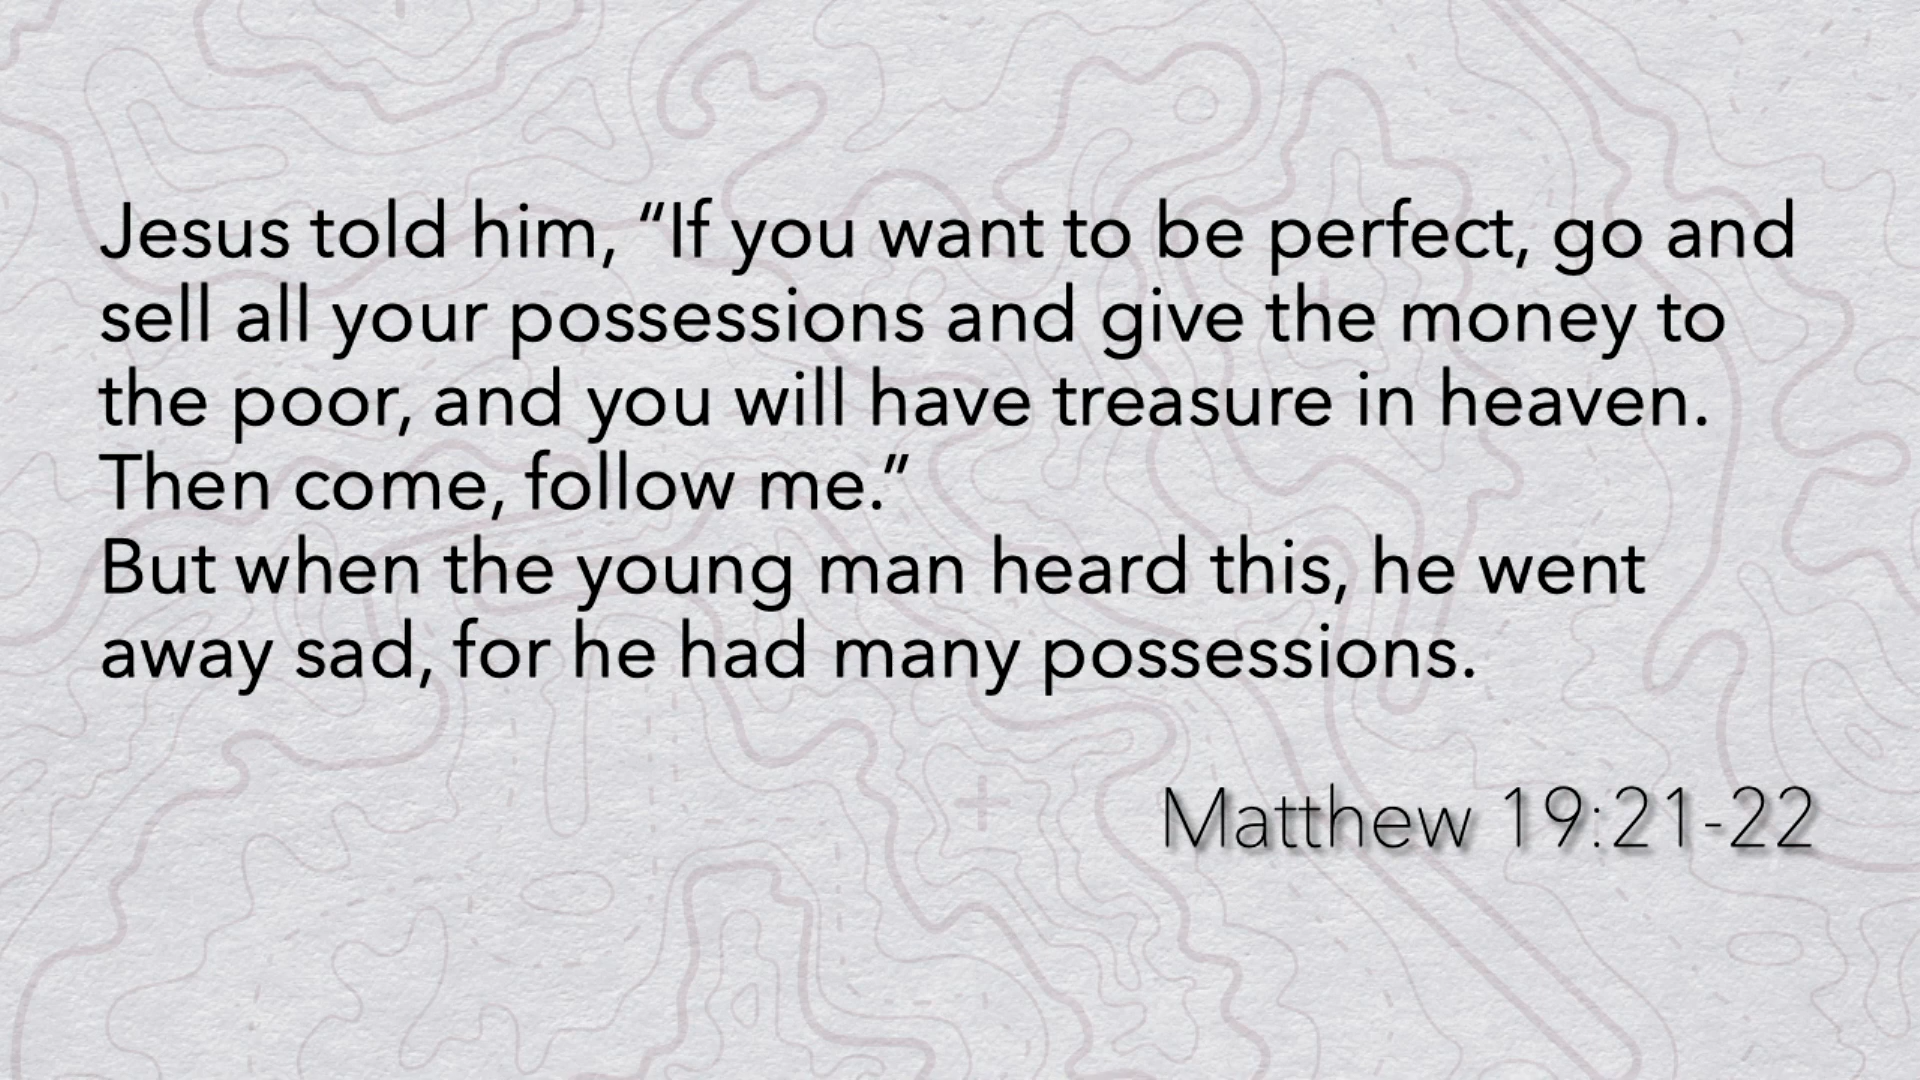 Jesus told him, “If you want to be perfect, go and
sell all your possessions and give the money to
the poor, and you will have treasure in heaven.
Then come, follow me.”
But when the young man heard this, he went
away sad, for he had many possessions.
Matthew 19:21-22